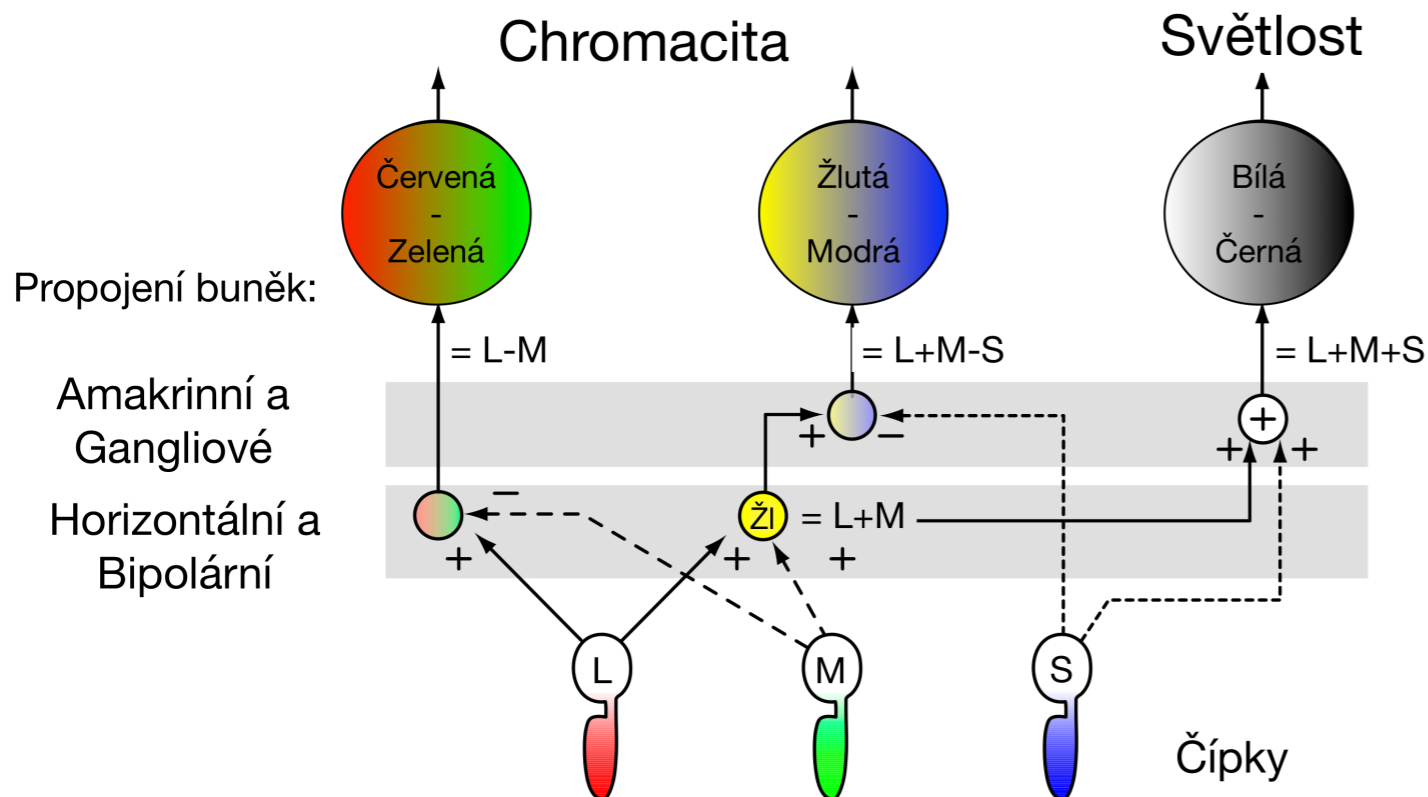 Chromacita
Světlost
Červená
-
Zelená
Žlutá
-
Modrá
Bílá
-
Černá
Propojení buněk:
= L-M
= L+M-S
= L+M+S
Amakrinní a
Gangliové
+
−
+
+
+
Horizontální a
Bipolární
−
+
Žl
= L+M
+
+
L
M
S
Čípky